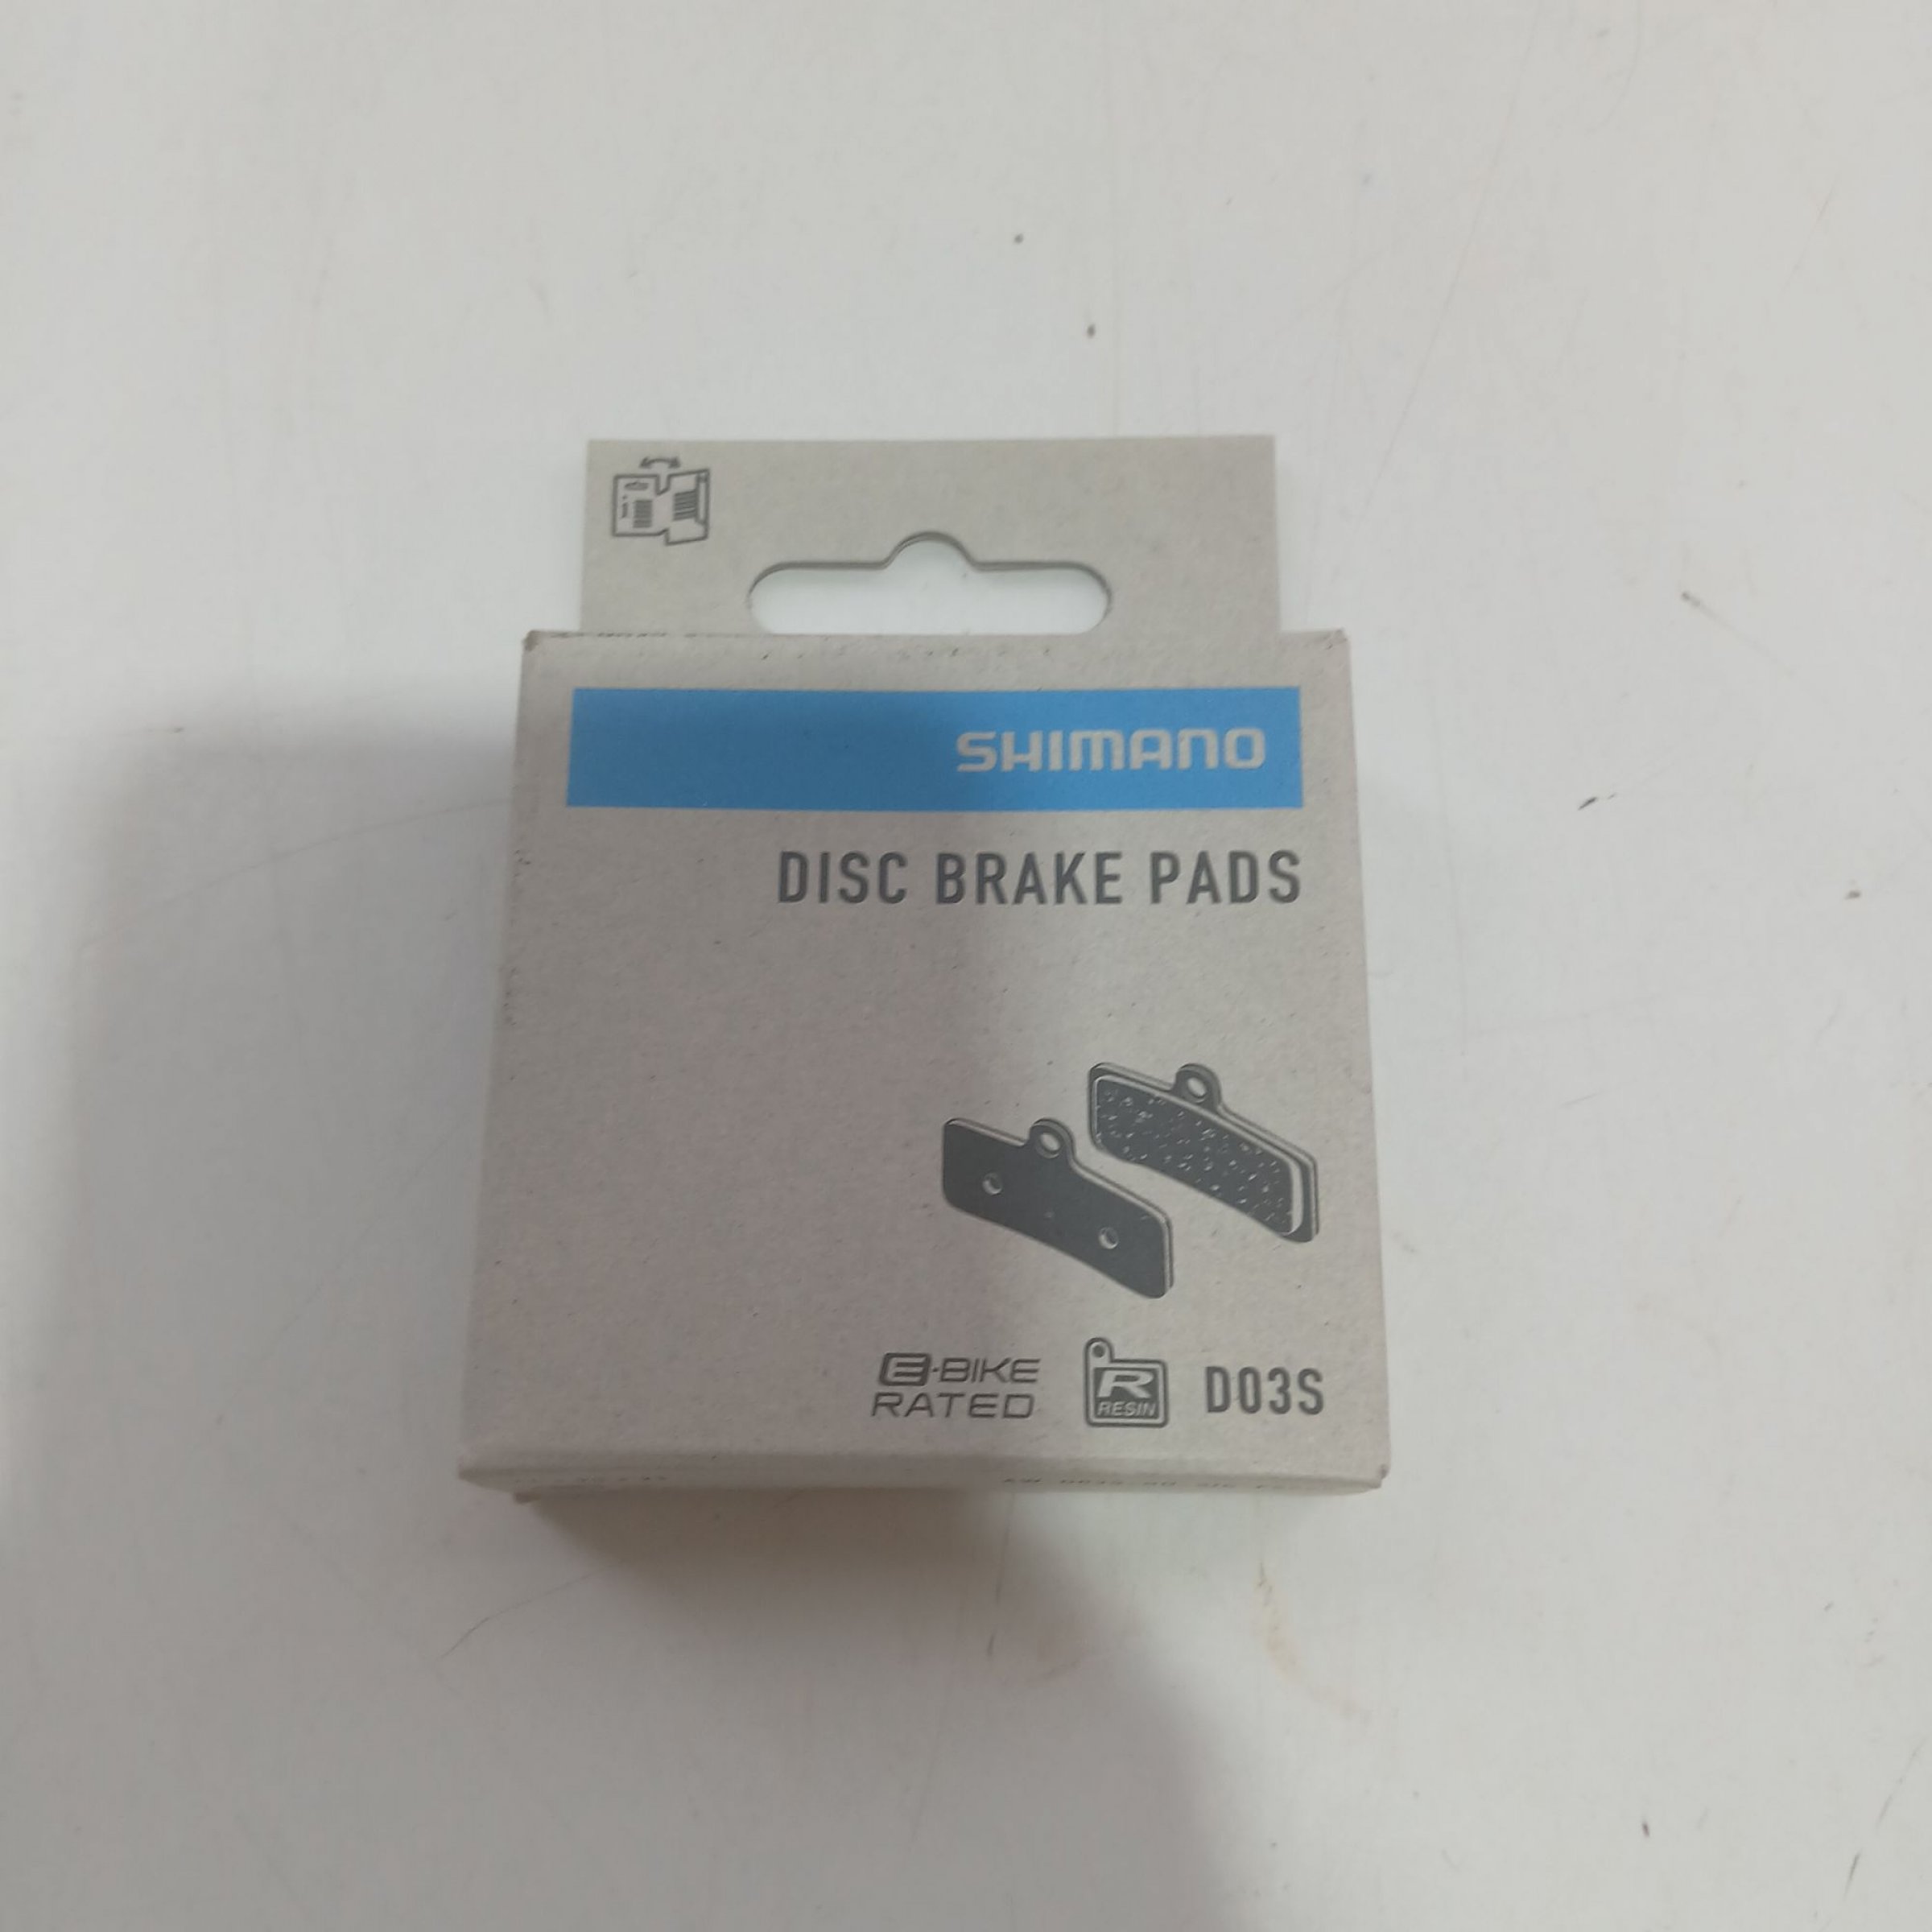 SHIMANO
DISC BRAKE PADS
E-BIKE
RATED
R
RESIN
D03S